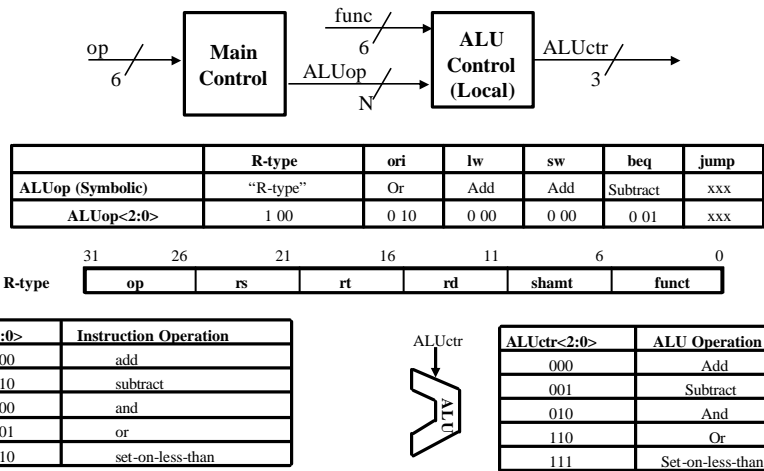 op
6
Main
Control
ALUop
N
func
6
ALU
Control
(Local)
ALUctr
3
R-type ori lw sw beq jump
ALUop (Symbolic) “R-type” Or Add Add Subtract xxx
ALUop<2:0> 1 00 0 10 0 00 0 00 0 01 xxx
31 26 21 16 11 6 0
R-type op rs rt rd shamt funct
:0> Instruction Operation
00 add
10 subtract
00 and
01 or
10 set-on-less-than
ALUctr
ALU
ALUctr<2:0> ALU Operation
000 Add
001 Subtract
010 And
110 Or
111 Set-on-less-than